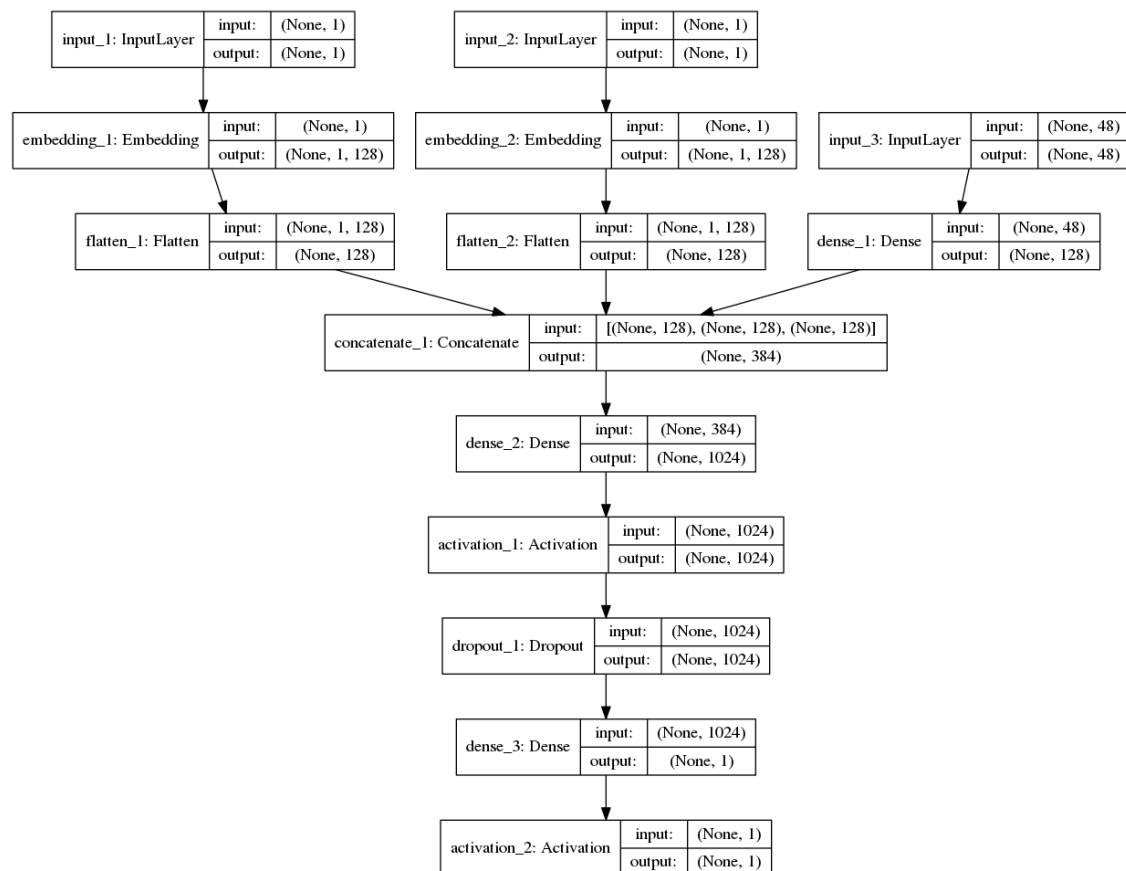 input_1: InputLayer input: (None, 1) output: (None, 1)
input_2: InputLayer input: (None, 1) output: (None, 1)
embedding_1: Embedding input: (None, 1) output: (None, 1, 128)
embedding_2: Embedding input: (None, 1) output: (None, 1, 128)
input_3: InputLayer input: (None, 48) output: (None, 48)
flatten_1: Flatten input: (None, 1, 128) output: (None, 128)
flatten_2: Flatten input: (None, 1, 128) output: (None, 128)
dense_1: Dense input: (None, 48) output: (None, 128)
concatenate_1: Concatenate input: [(None, 128), (None, 128), (None, 128)] output: (None, 384)
dense_2: Dense input: (None, 384) output: (None, 1024)
activation_1: Activation input: (None, 1024) output: (None, 1024)
dropout_1: Dropout input: (None, 1024) output: (None, 1024)
dense_3: Dense input: (None, 1024) output: (None, 1)
activation_2: Activation input: (None, 1) output: (None, 1)